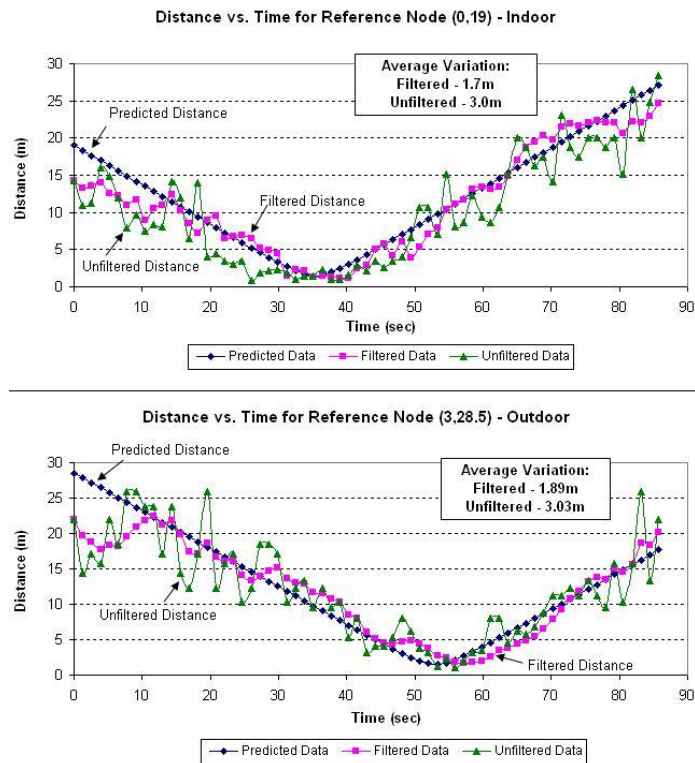 Distance vs. Time for Reference Node (0,19) - Indoor
30
25
20
15
10
5
0
Distance (m)
Average Variation:
Filtered - 1.7m
Unfiltered - 3.0m
Predicted Distance
Filtered Distance
Unfiltered Distance
0 10 20 30 40 50 60 70 80 90
Time (sec)
Predicted Data Filtered Data Unfiltered Data
Distance vs. Time for Reference Node (3,28.5) - Outdoor
30
25
20
15
10
5
0
Distance (m)
Predicted Distance
Average Variation:
Filtered - 1.89m
Unfiltered - 3.03m
Unfiltered Distance
Filtered Distance
0 10 20 30 40 50 60 70 80 90
Time (sec)
Predicted Data Filtered Data Unfiltered Data